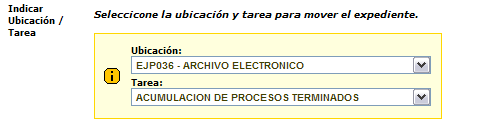 Indicar
Ubicación /
Tarea
Seleccione la ubicación y tarea para mover el expediente.
Ubicación:
EJP036 - ARCHIVO ELECTRONICO
Tarea:
ACUMULACION DE PROCESOS TERMINADOS